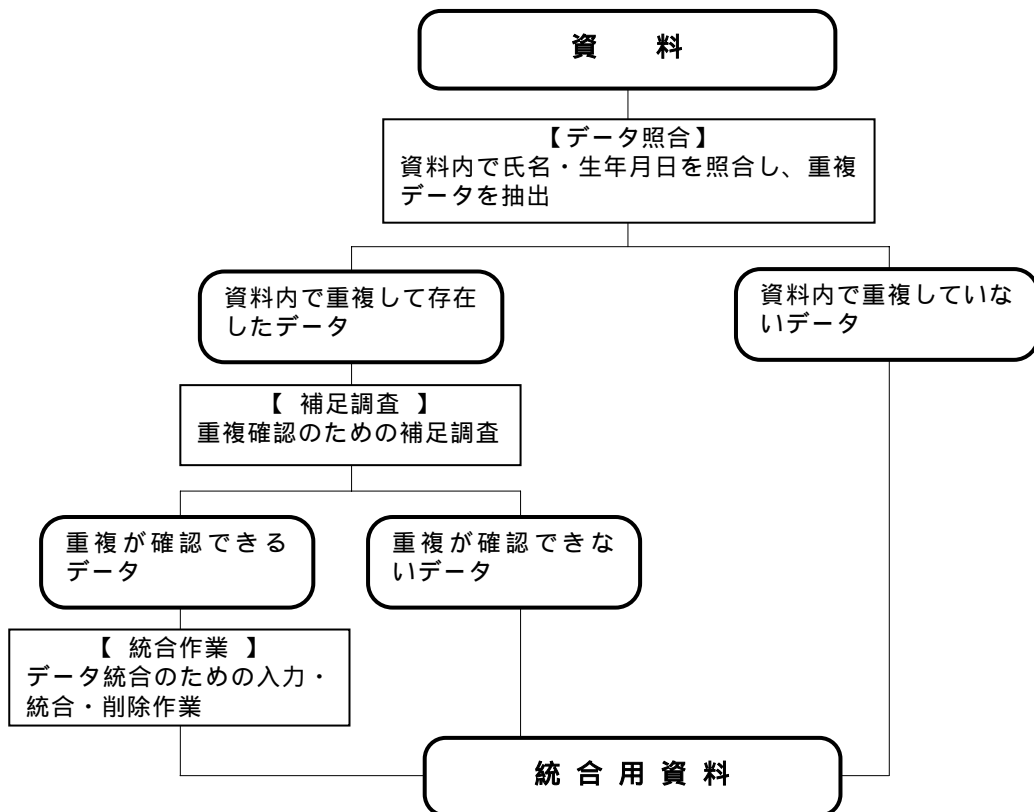 資　料
【データ照合】
資料内で氏名・生年月日を照合し、重複
データを抽出
資料内で重複して存在
したデータ
資料内で重複していな
いデータ
【 補足調査 】
重複確認のための補足調査
重複が確認できる
データ
重複が確認できな
いデータ
【 統合作業 】
データ統合のための入力・
統合・削除作業
統合用資料